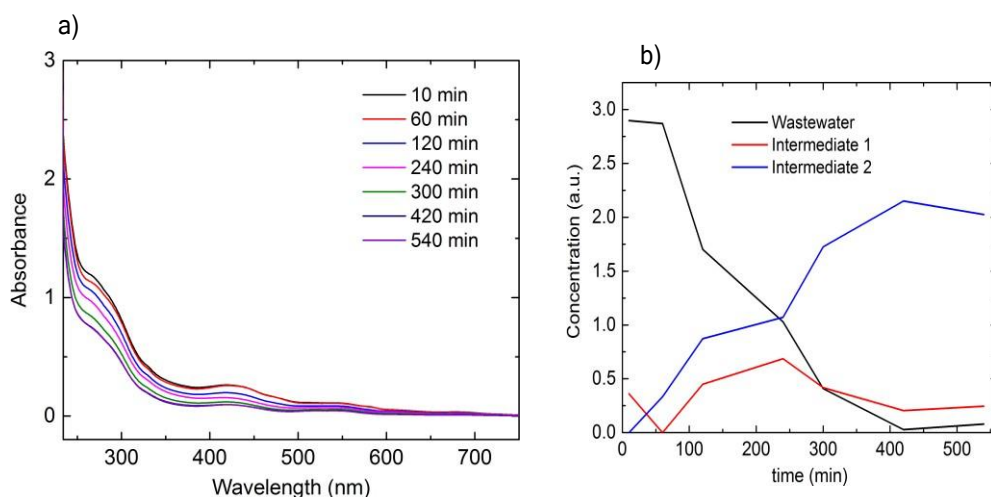 a)
3
2
1
0
Absorbance
10 min
60 min
120 min
240 min
300 min
420 min
540 min
300 400 500 600 700
Wavelength (nm)
b)
3.0
2.5
2.0
1.5
1.0
0.5
0.0
Concentration (a.u.)
Wastewater
Intermediate 1
Intermediate 2
0 100 200 300 400 500
time (min)